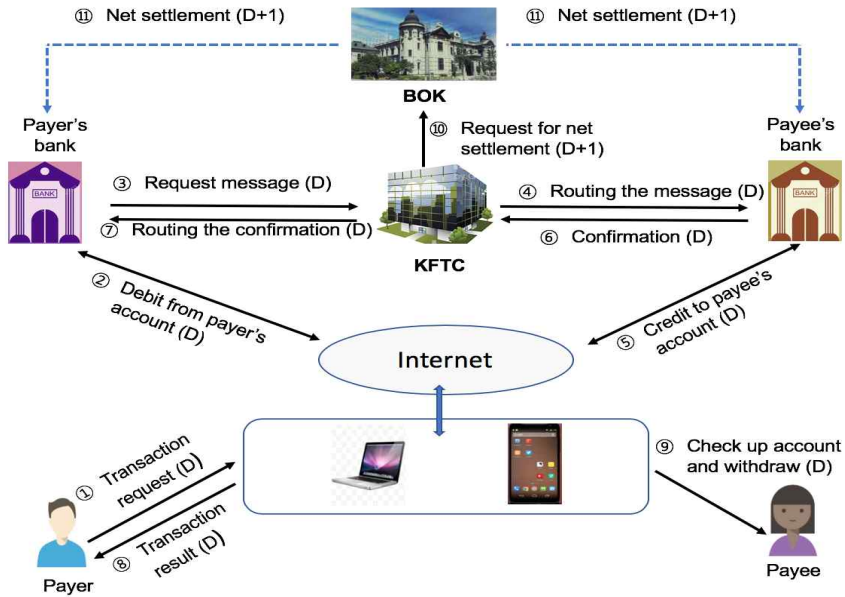 ⑪ Net settlement (D+1)
⑪ Net settlement (D+1)
BOK
Payer's
bank
Payee's
bank
⑩ Request for net
settlement (D+1)
BANK
BANK
③ Request message (D)
④ Routing the message (D)
⑦ Routing the confirmation (D)
⑥ Confirmation (D)
KFTC
② Debit from payer's
account (D)
⑤ Credit to payee's
account (D)
Internet
① Transaction
request (D)
⑨ Check up account
and withdraw (D)
⑧ Transaction
result (D)
Payer
Payee